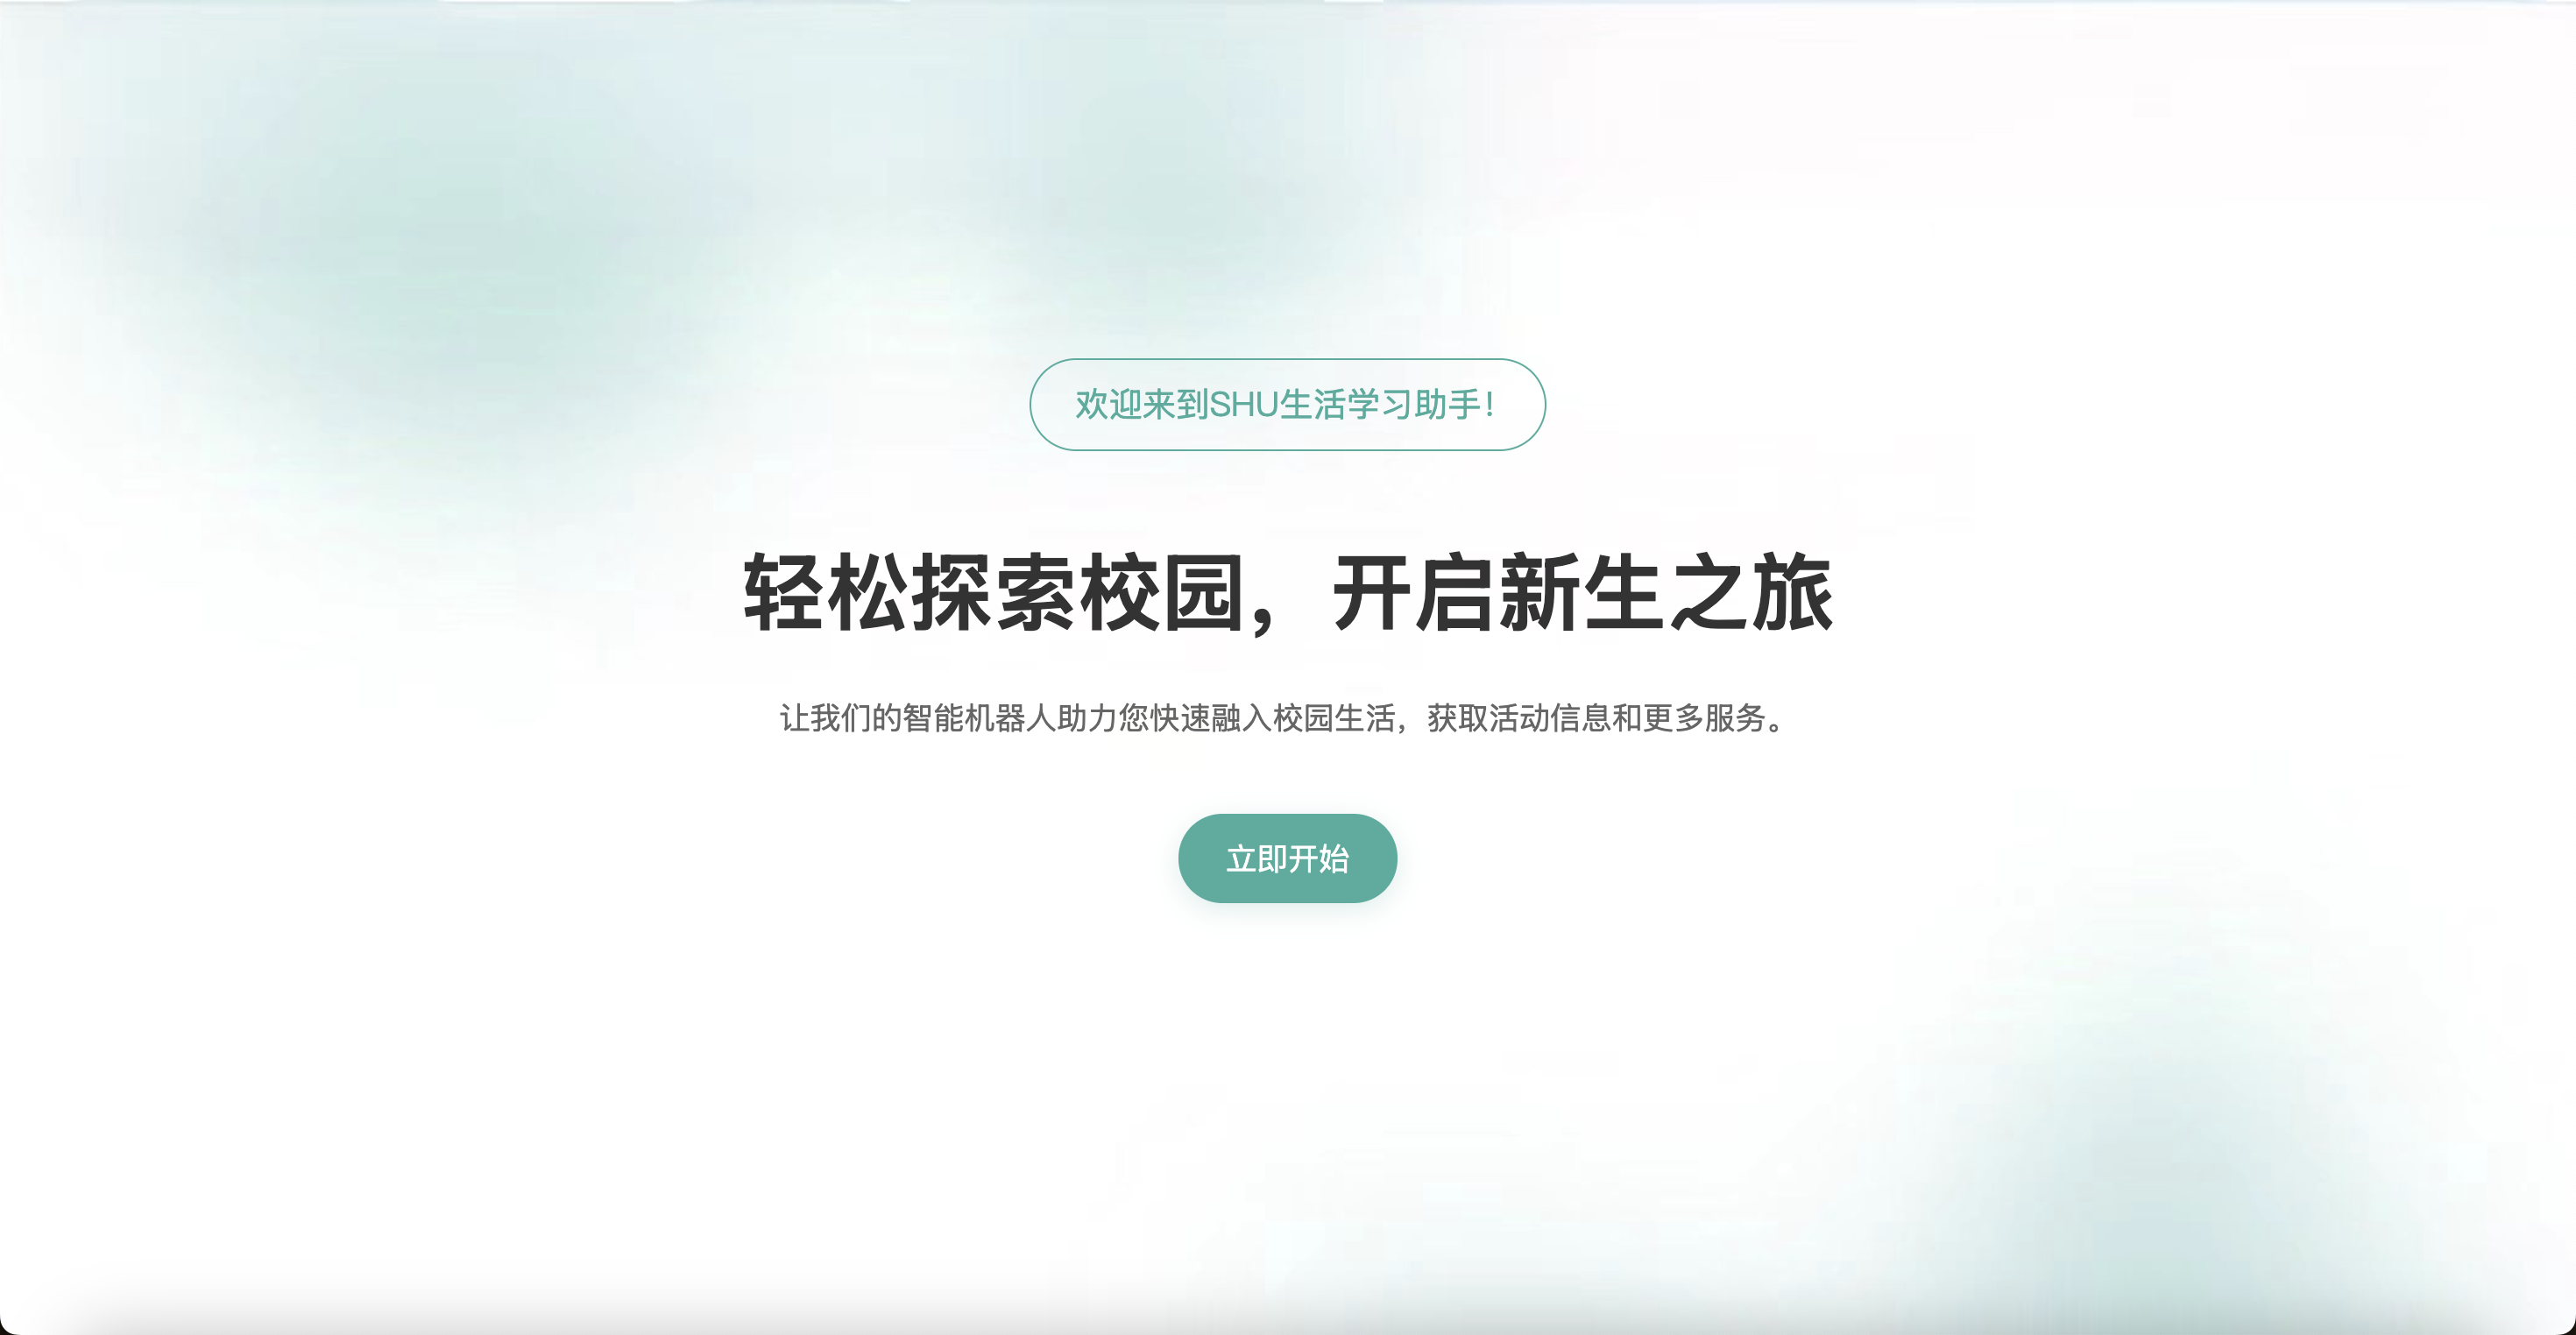 欢迎来到SHU生活学习助手！
轻松探索校园，开启新生之旅
让我们的智能机器人助力您快速融入校园生活，获取活动信息和更多服务。
立即开始